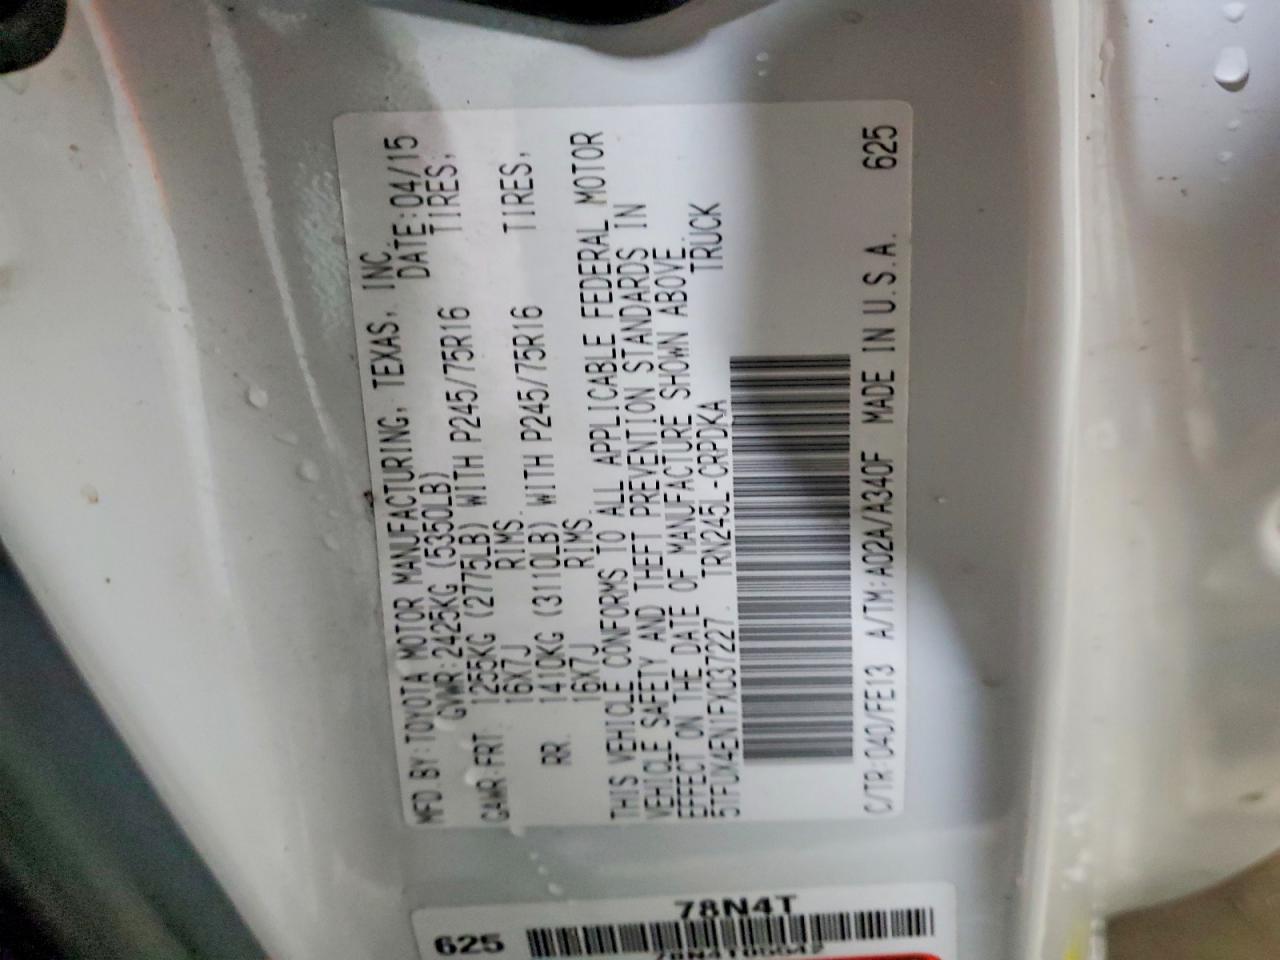 MFD BY: TOYOTA MOTOR MANUFACTURING, TEXAS, INC.
GVWR: 2425KG (5350LB) DATE: 04/15
GAWR FRT 1255KG (2775LB) WITH P245/75R16 TIRES,
16X7J RIMS.
RR. 1410KG (3110LB) WITH P245/75R16 TIRES,
16X7J RIMS.
THIS VEHICLE CONFORMS TO ALL APPLICABLE FEDERAL MOTOR
VEHICLE SAFETY AND THEFT PREVENTION STANDARDS IN
EFFECT ON THE DATE OF MANUFACTURE SHOWN ABOVE.
5TFUX4EN1FX037227 TRN245L-CRPDKA TRUCK
C/TR: 040/FE13 A/TM: A02A/A340F MADE IN U.S.A. 625
78N4T
625